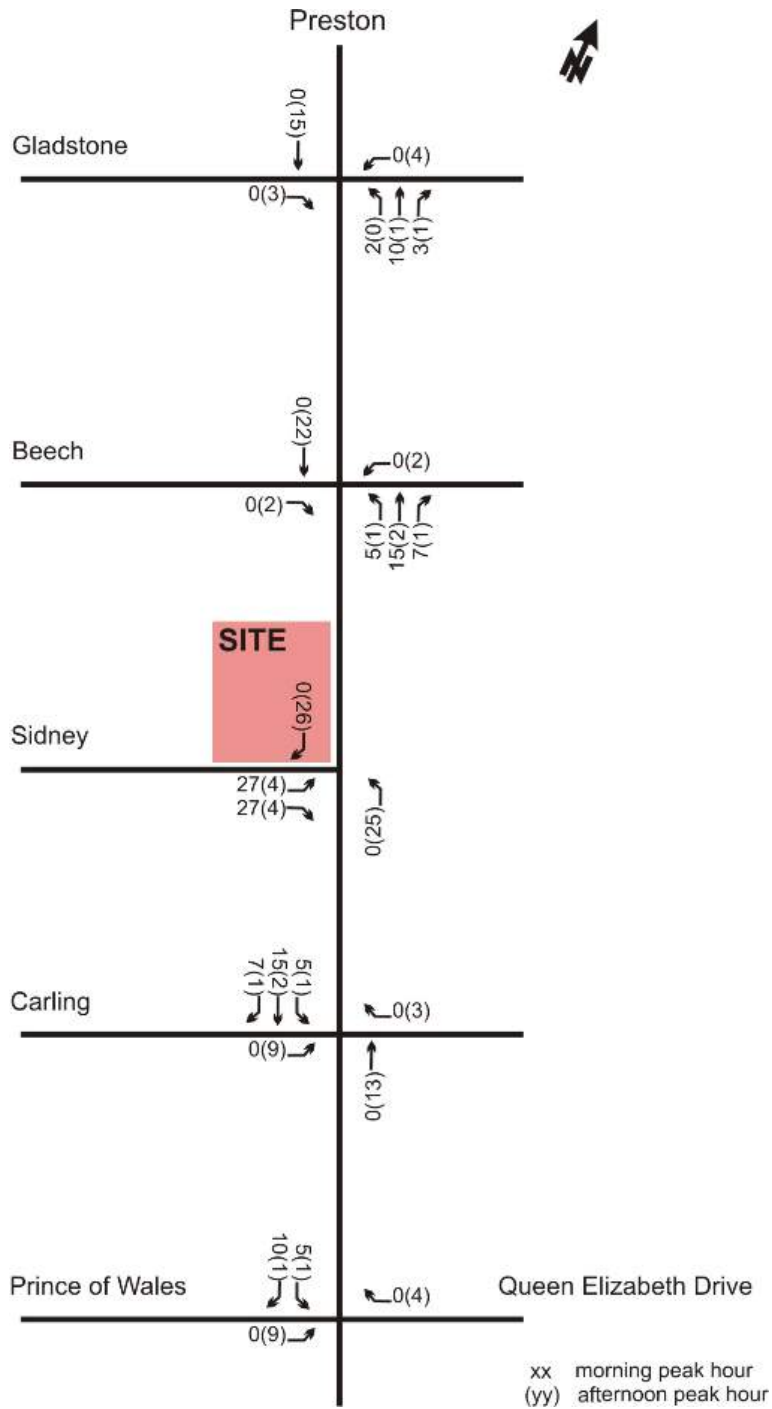 Preston
N
0(15)
Gladstone
0(4)
0(3)
2(0)
10(1)
3(1)
0(22)
Beech
0(2)
0(2)
5(1)
15(2)
7(1)
SITE
0(26)
Sidney
27(4)
27(4)
0(25)
7(1)
15(2)
5(1)
Carling
0(3)
0(9)
0(13)
10(1)
5(1)
Prince of Wales
0(4)
Queen Elizabeth Drive
0(9)
xx morning peak hour
(yy) afternoon peak hour